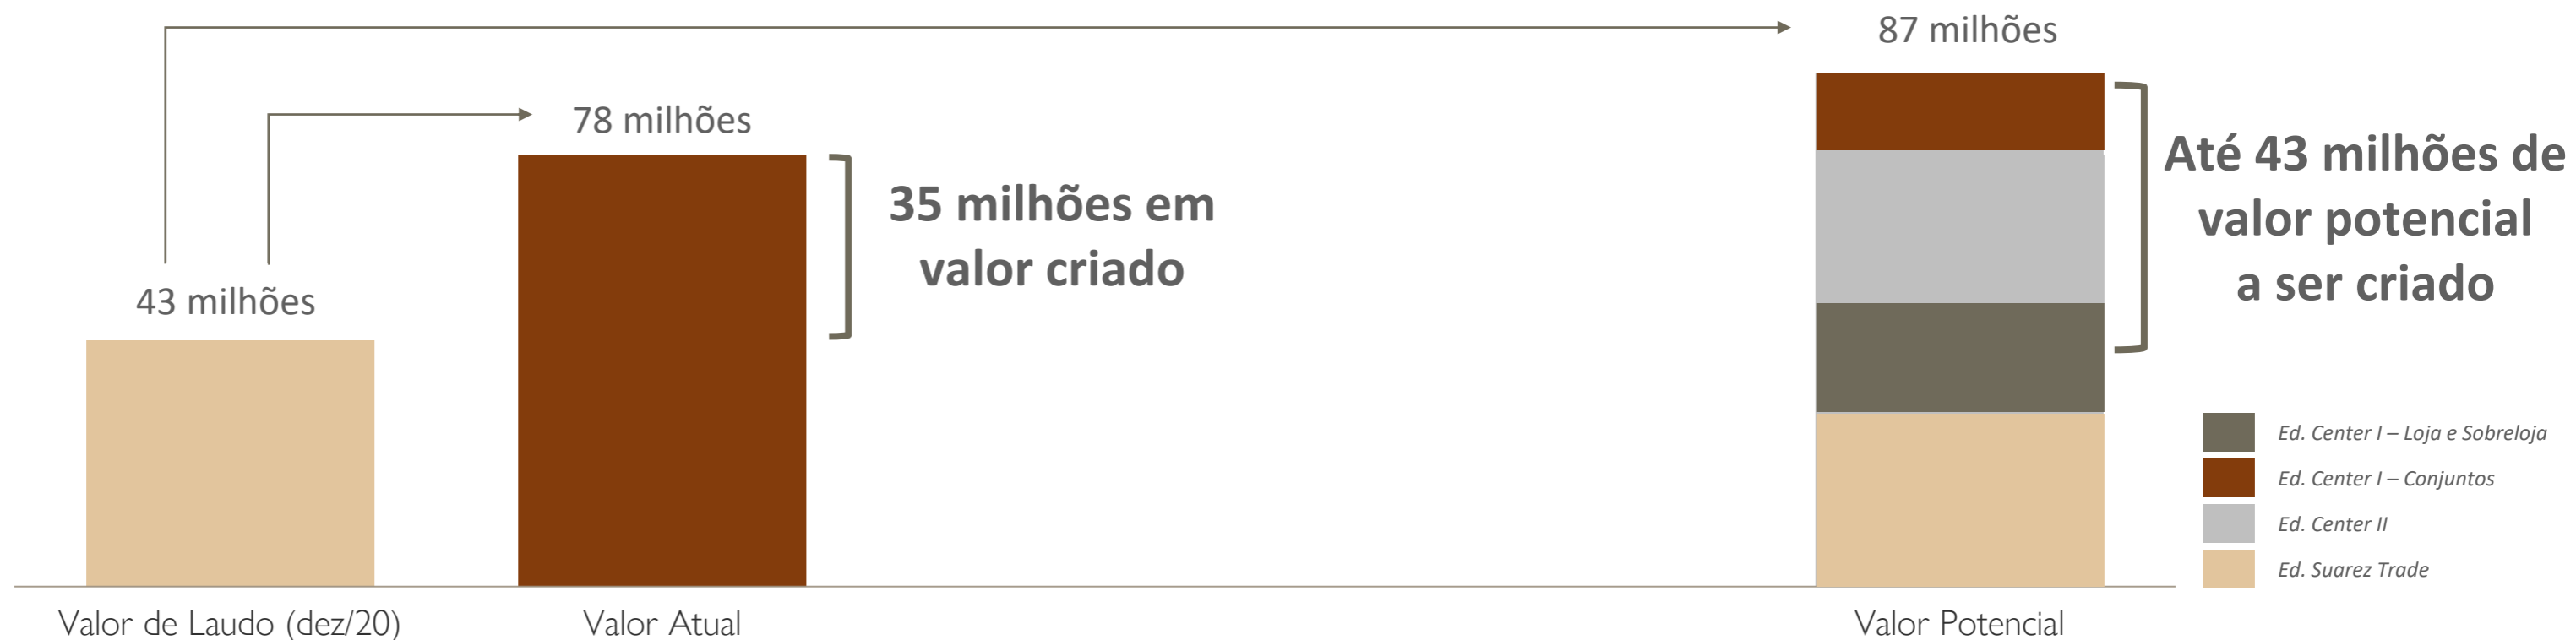 87 milhões
78 milhões
43 milhões
35 milhões em
valor criado
Até 43 milhões de
valor potencial
a ser criado
Ed. Center I – Loja e Sobreloja
Ed. Center I – Conjuntos
Ed. Center II
Ed. Suarez Trade
Valor de Laudo (dez/20)
Valor Atual
Valor Potencial